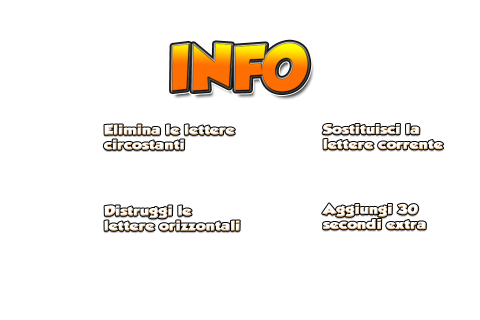 INFO
Elimina le lettere
circostanti
Sostituisci la
lettere corrente
Distruggi le
lettere orizzontali
Aggiungi 30
secondi extra